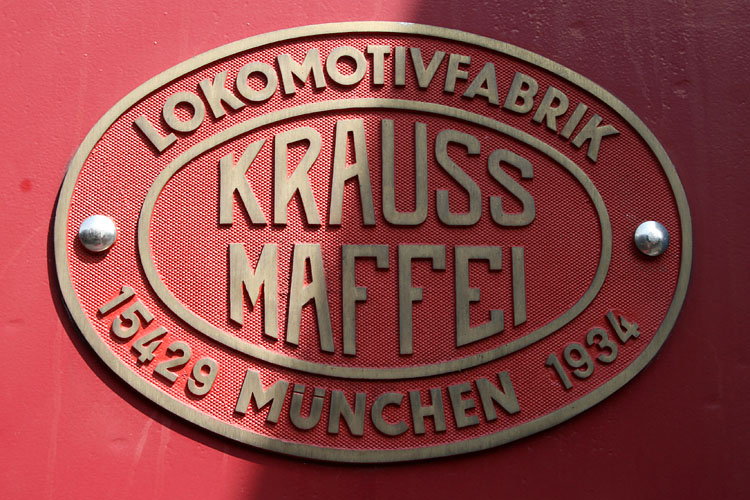 LOKOMOTIVFABRIK
KRAUSS
MAFFEI
15429 MÜNCHEN 1934